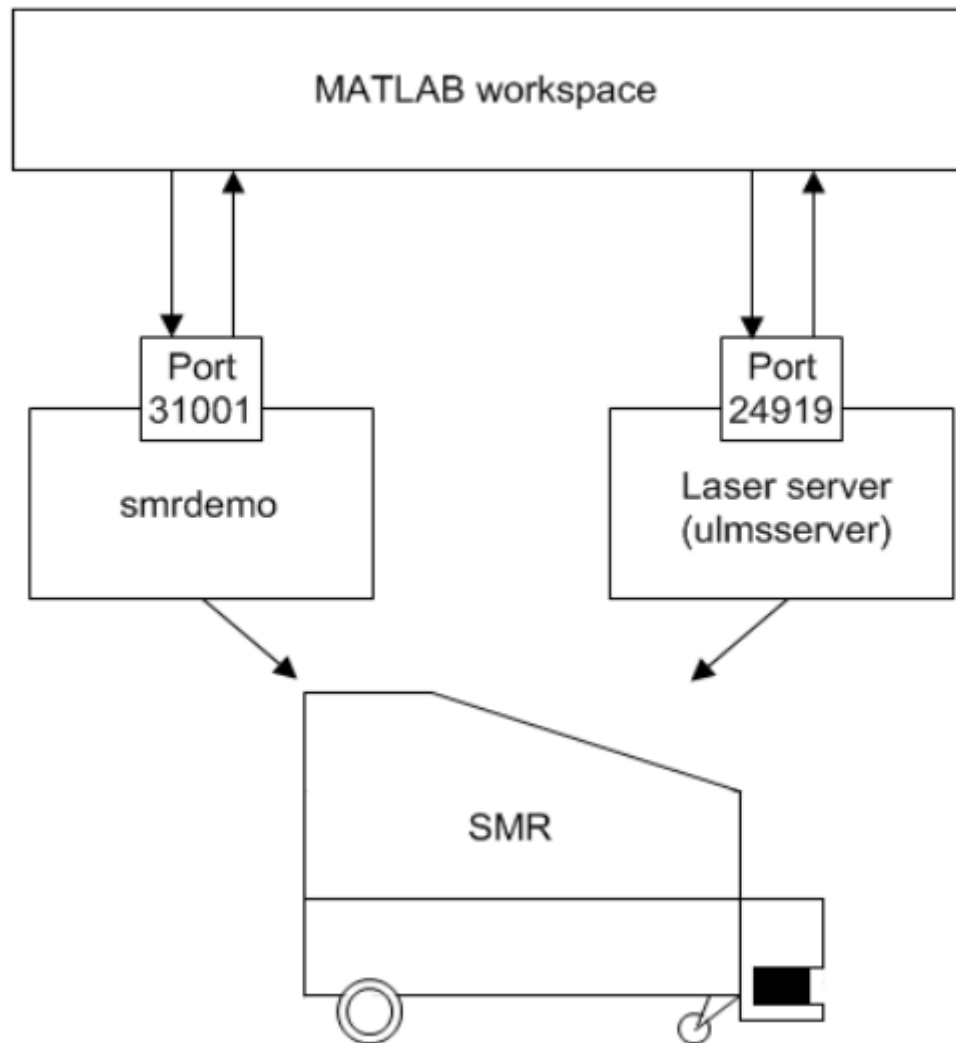 MATLAB workspace
Port
31001
Port
24919
smrdemo
Laser server
(ulmsserver)
SMR